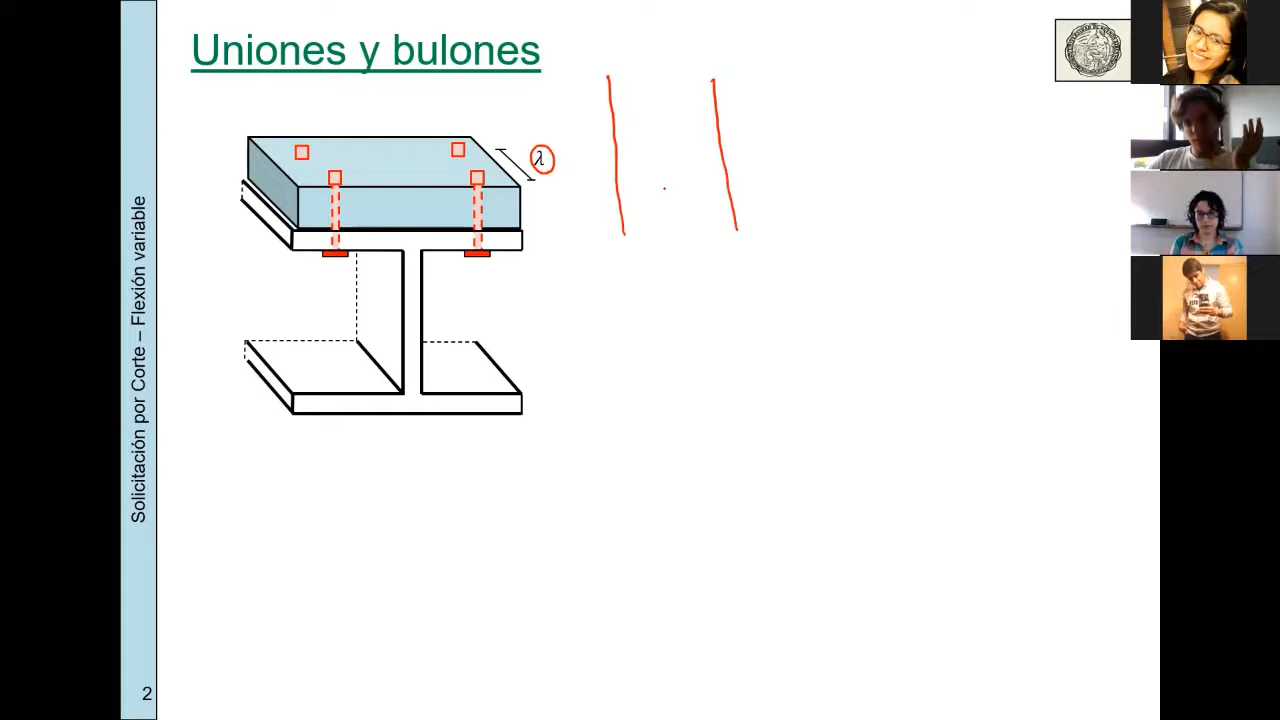 Uniones y bulones
λ
Solicitación por Corte – Flexión variable
2